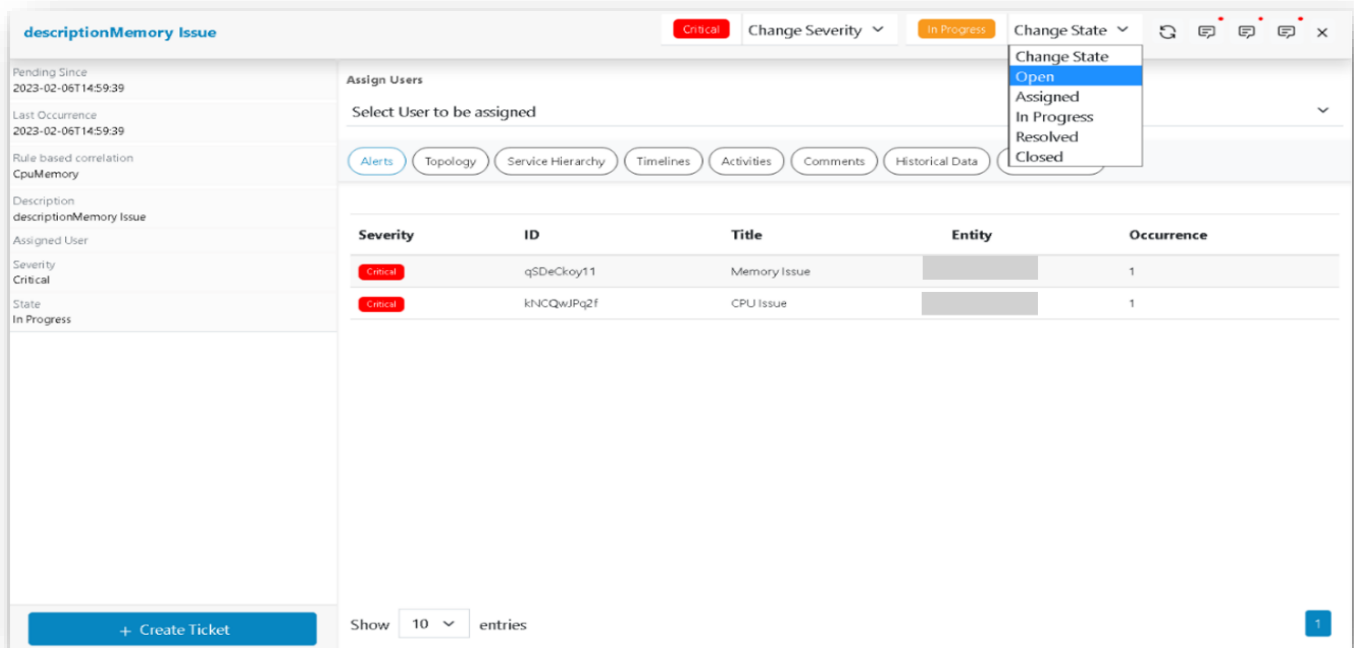 descriptionMemory Issue
Critical
Change Severity
In Progress
Change State
Change State
Open
Assigned
In Progress
Resolved
Closed
Pending Since
2023-02-06T14:59:39
Last Occurrence
2023-02-06T14:59:39
Rule based correlation
CpuMemory
Description
descriptionMemory Issue
Assigned User
Severity
Critical
State
In Progress
+ Create Ticket
Assign Users
Select User to be assigned
Alerts
Topology
Service Hierarchy
Timelines
Activities
Comments
Historical Data
Severity ID Title Entity Occurrence
Critical qSDeCkoy11 Memory Issue 1
Critical kNCQwJPq2f CPU Issue 1
Show 10 entries
1